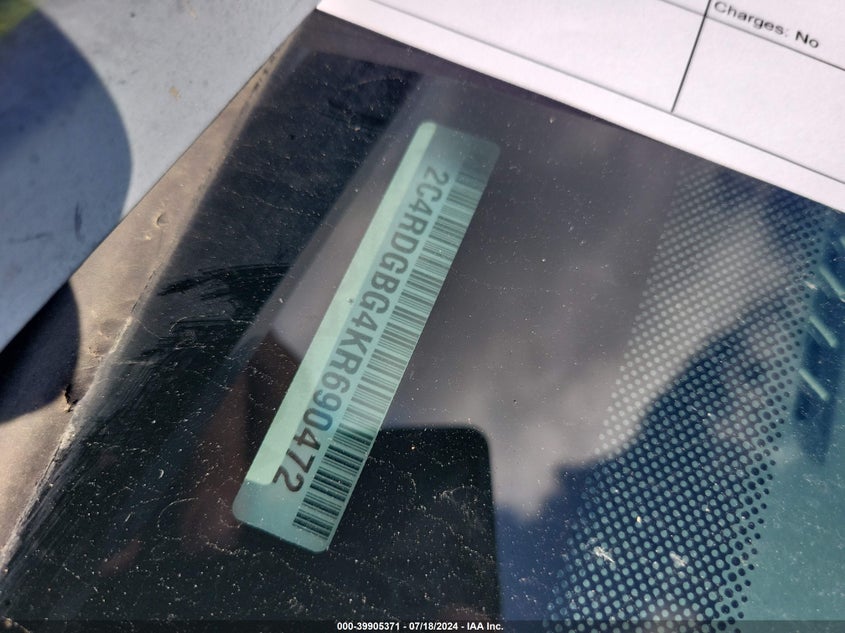 Charges: No
2C4RDGBG4KR690472
000-39905371 - 07/18/2024 - IAA Inc.